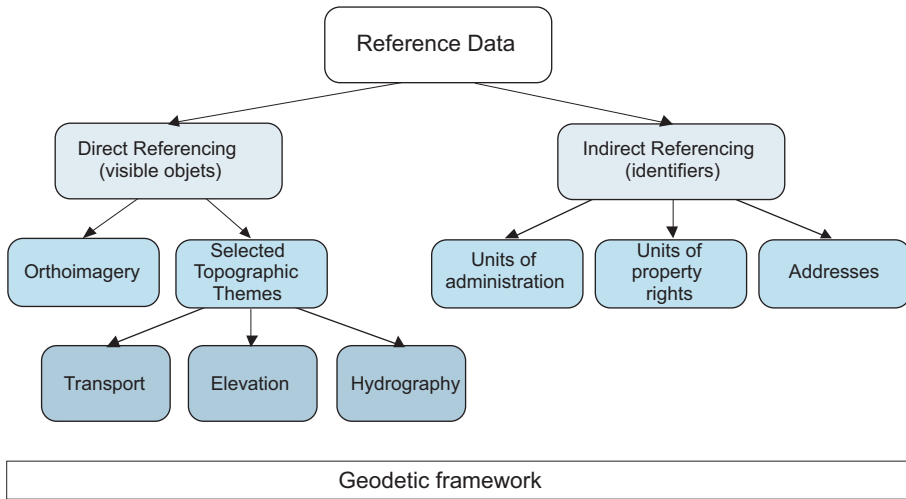 Reference Data
Direct Referencing
(visible objets)
Indirect Referencing
(identifiers)
Orthoimagery
Selected
Topographic
Themes
Units of
administration
Units of
property
rights
Addresses
Transport
Elevation
Hydrography
Geodetic framework